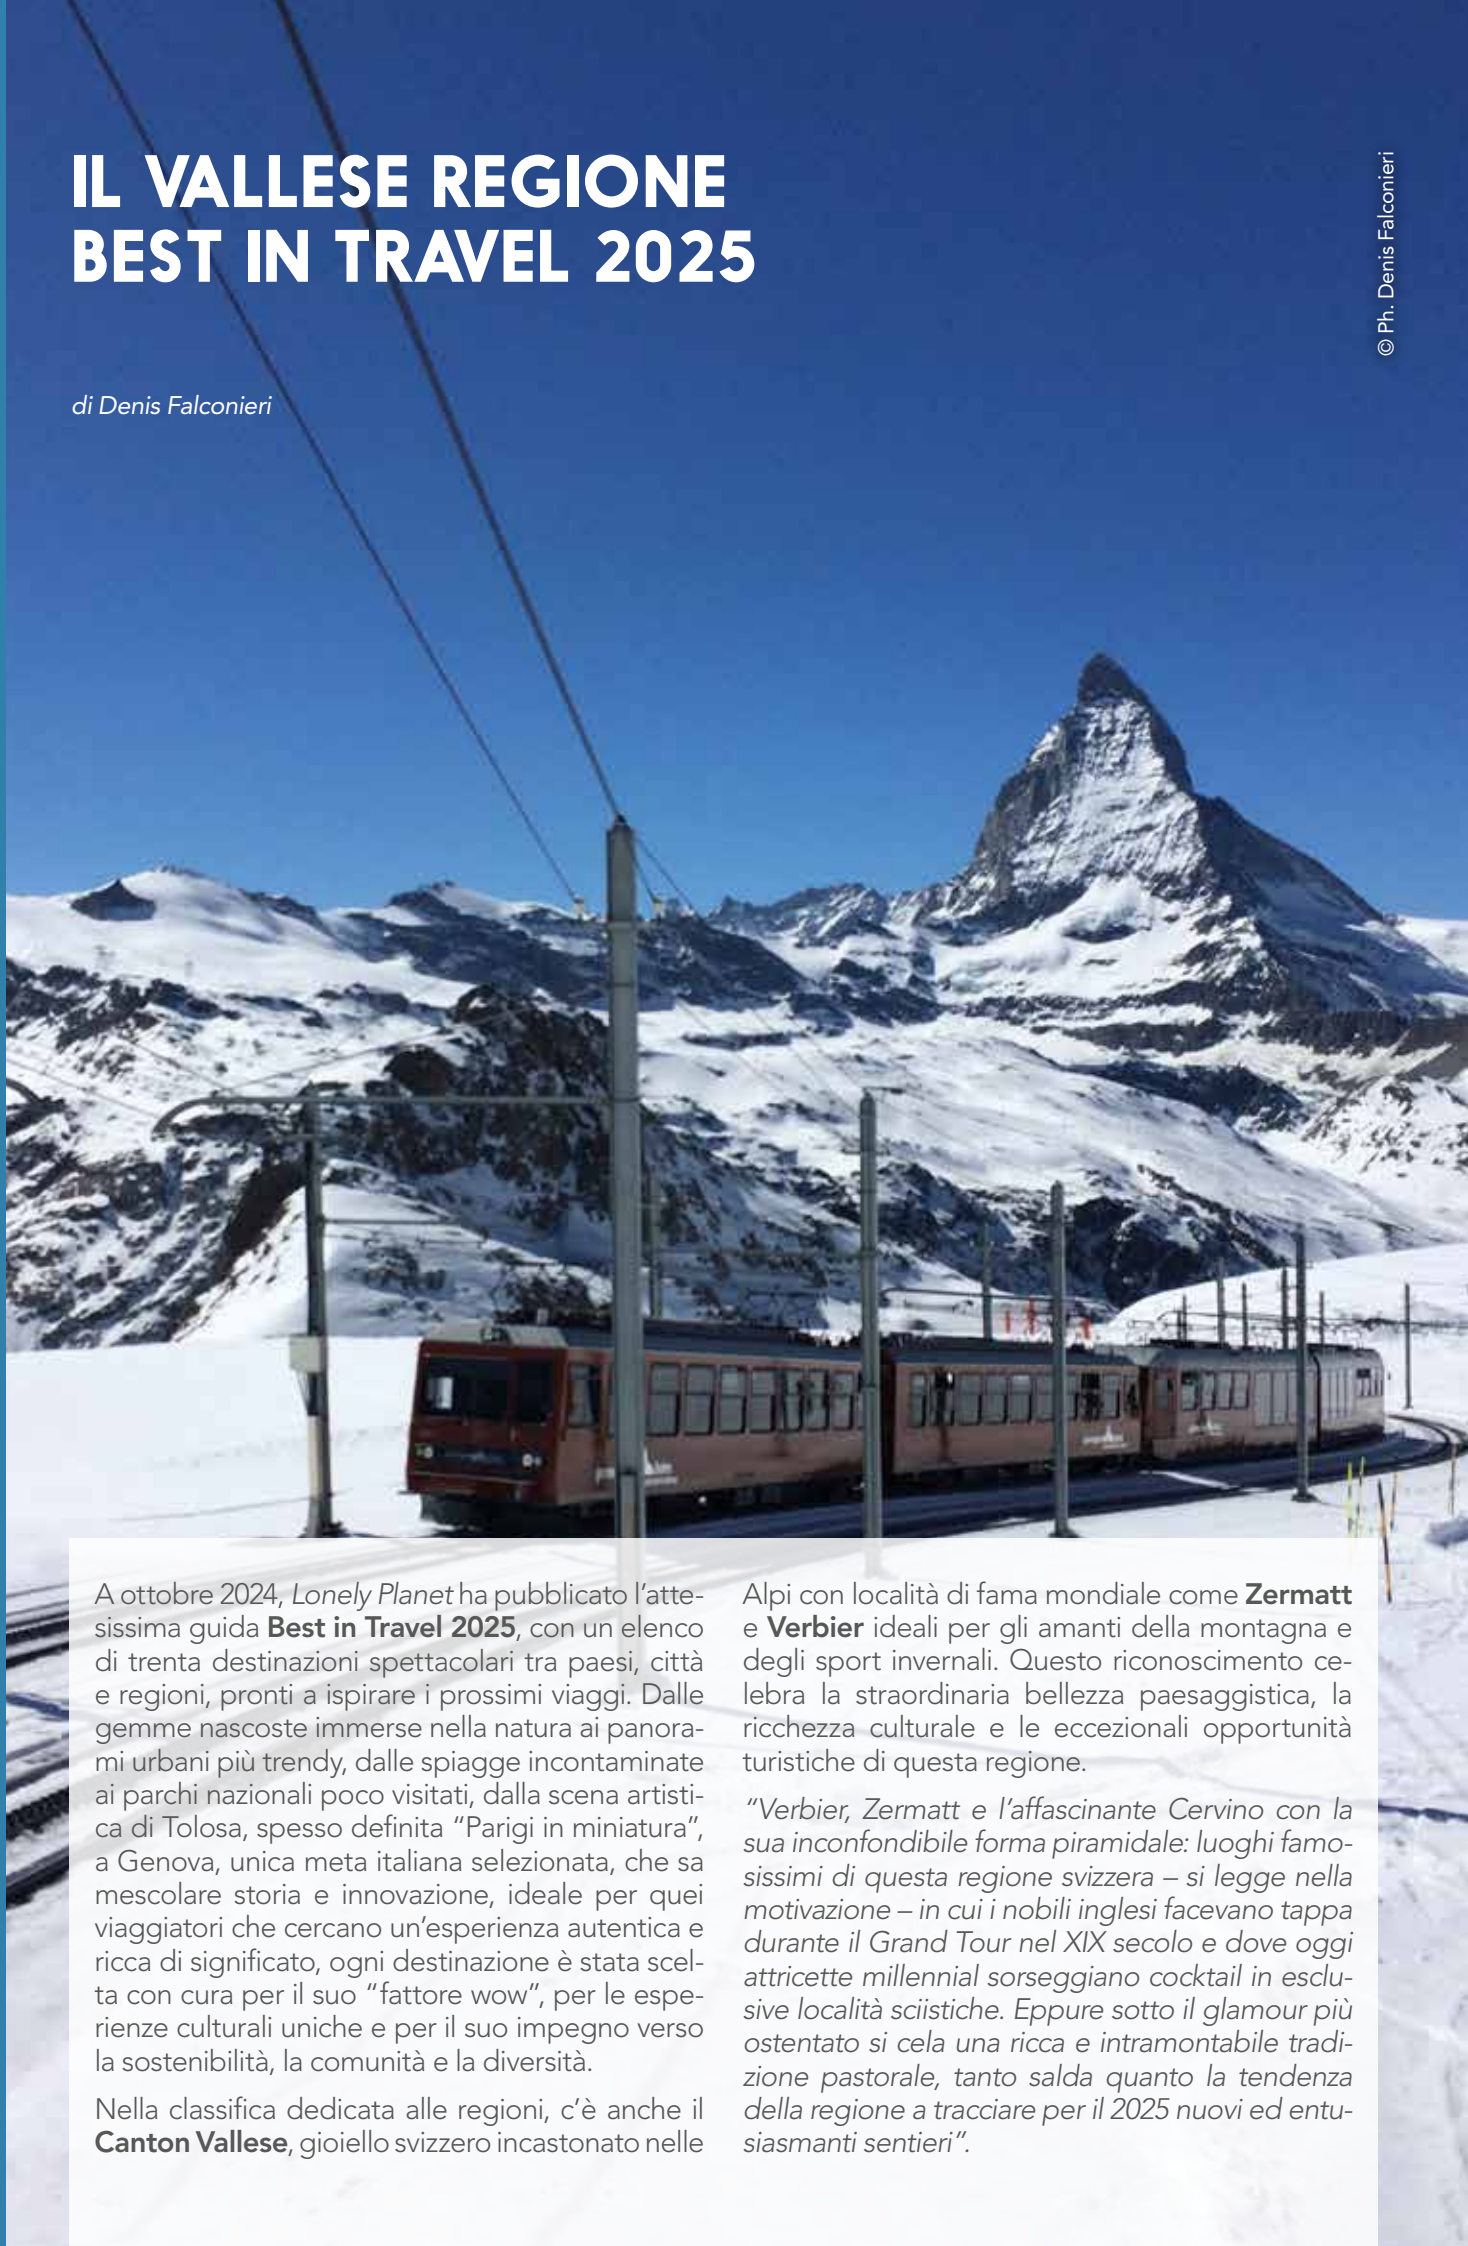 IL VALLESE REGIONE
BEST IN TRAVEL 2025
© Ph. Denis Falconieri
di Denis Falconieri
A ottobre 2024, Lonely Planet ha pubblicato l’atte-
sissima guida Best in Travel 2025, con un elenco
di trenta destinazioni spettacolari tra paesi, città
e regioni, pronti a ispirare i prossimi viaggi. Dalle
gemme nascoste immerse nella natura ai panora-
mi urbani più trendy, dalle spiagge incontaminate
ai parchi nazionali poco visitati, dalla scena artisti-
ca di Tolosa, spesso definita “Parigi in miniatura”,
a Genova, unica meta italiana selezionata, che sa
mescolare storia e innovazione, ideale per quei
viaggiatori che cercano un’esperienza autentica e
ricca di significato, ogni destinazione è stata scel-
ta con cura per il suo “fattore wow”, per le espe-
rienze culturali uniche e per il suo impegno verso
la sostenibilità, la comunità e la diversità.
Nella classifica dedicata alle regioni, c’è anche il
Canton Vallese, gioiello svizzero incastonato nelle
Alpi con località di fama mondiale come Zermatt
e Verbier ideali per gli amanti della montagna e
degli sport invernali. Questo riconoscimento ce-
lebra la straordinaria bellezza paesaggistica, la
ricchezza culturale e le eccezionali opportunità
turistiche di questa regione.
“Verbier, Zermatt e l’affascinante Cervino con la
sua inconfondibile forma piramidale: luoghi famo-
sissimi di questa regione svizzera – si legge nella
motivazione – in cui i nobili inglesi facevano tappa
durante il Grand Tour nel XIX secolo e dove oggi
attricette millennial sorseggiano cocktail in esclu-
sive località sciistiche. Eppure sotto il glamour più
ostentato si cela una ricca e intramontabile tradi-
zione pastorale, tanto salda quanto la tendenza
della regione a tracciare per il 2025 nuovi ed entu-
siasmanti sentieri”.